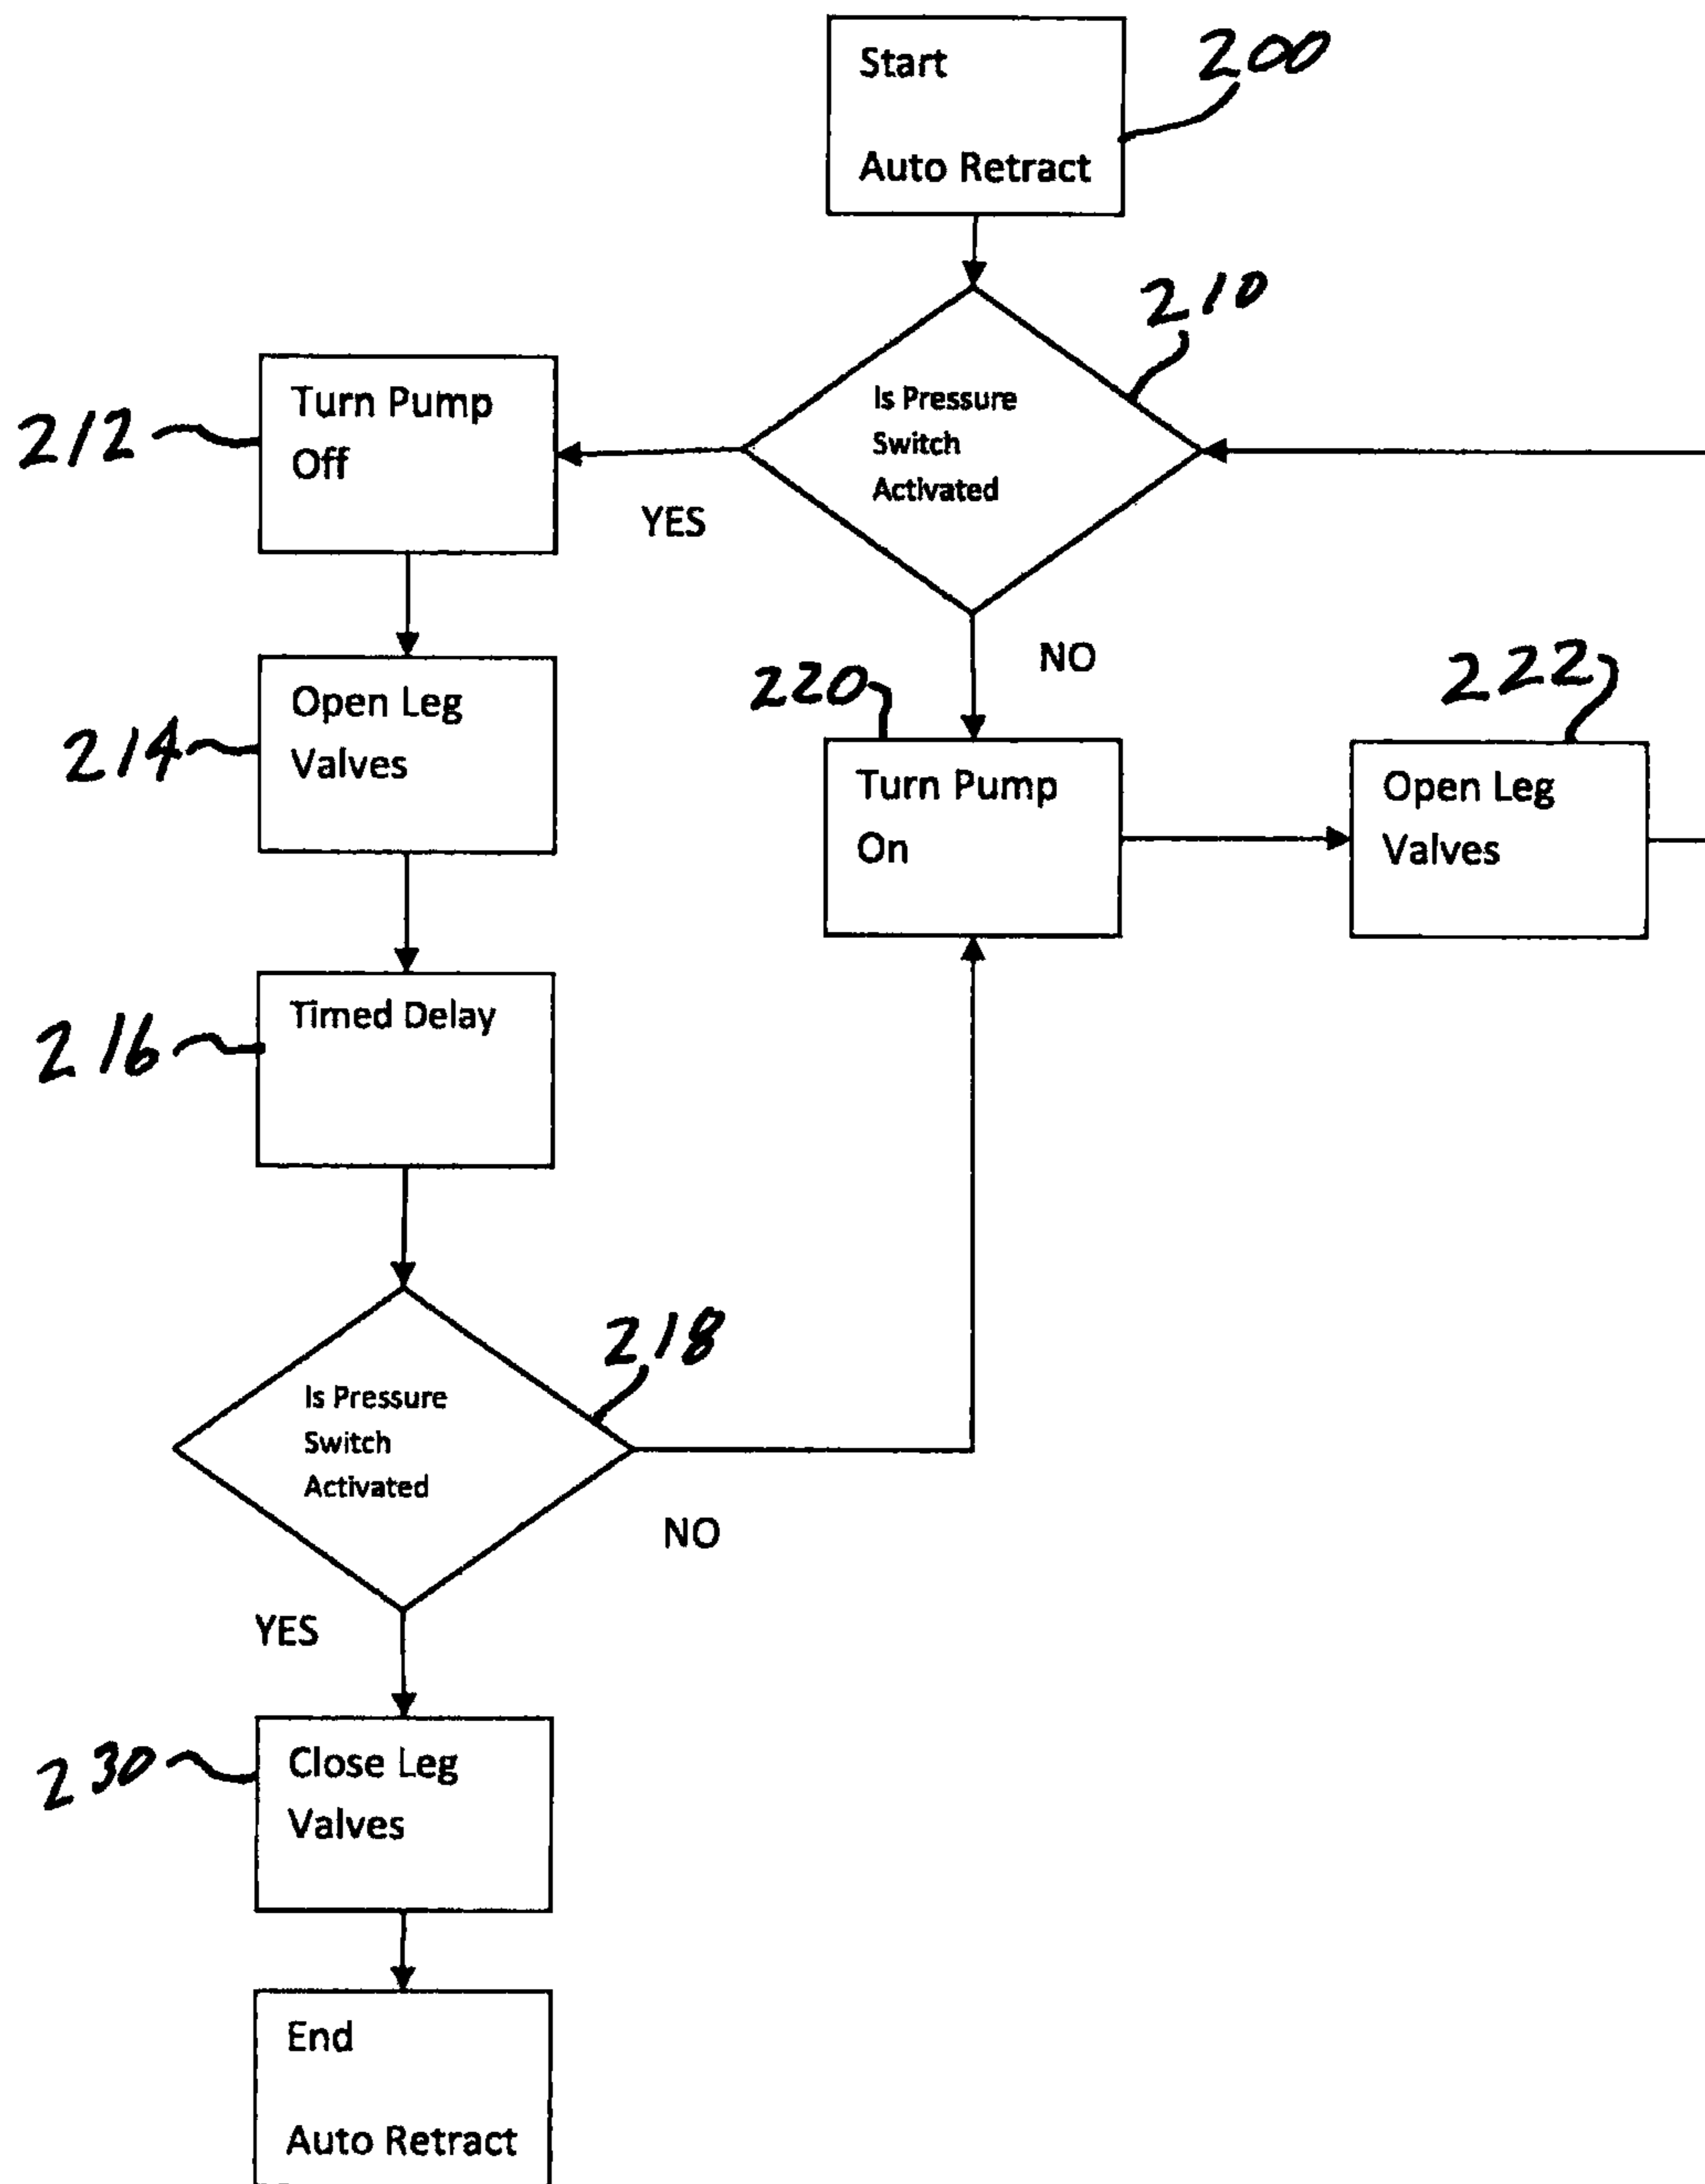 Start
Auto Retract
200
210
Is Pressure
Switch
Activated
212
Turn Pump
Off
YES
NO
214
Open Leg
Valves
220
Turn Pump
On
222
Open Leg
Valves
216
Timed Delay
218
Is Pressure
Switch
Activated
NO
YES
230
Close Leg
Valves
End
Auto Retract